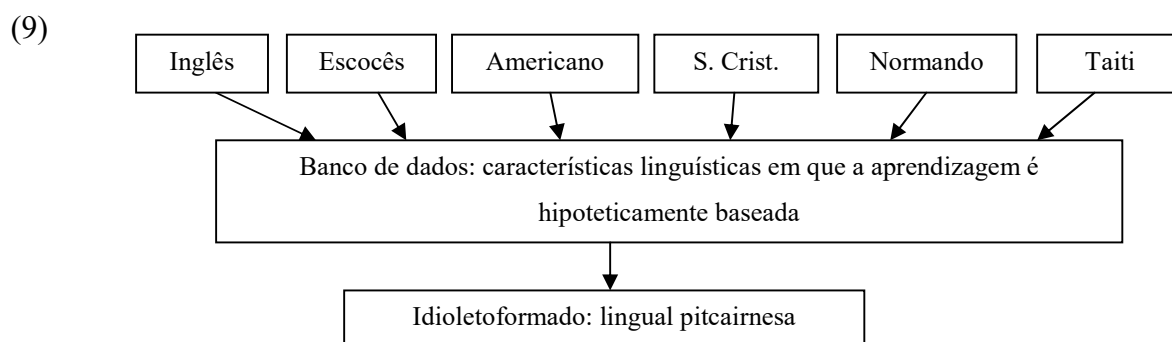 (9)
Inglês
Escocês
Americano
S. Crist.
Normando
Taiti
Banco de dados: características linguísticas em que a aprendizagem é
hipoteticamente baseada
Idioletoformado: lingual pitcairnesa